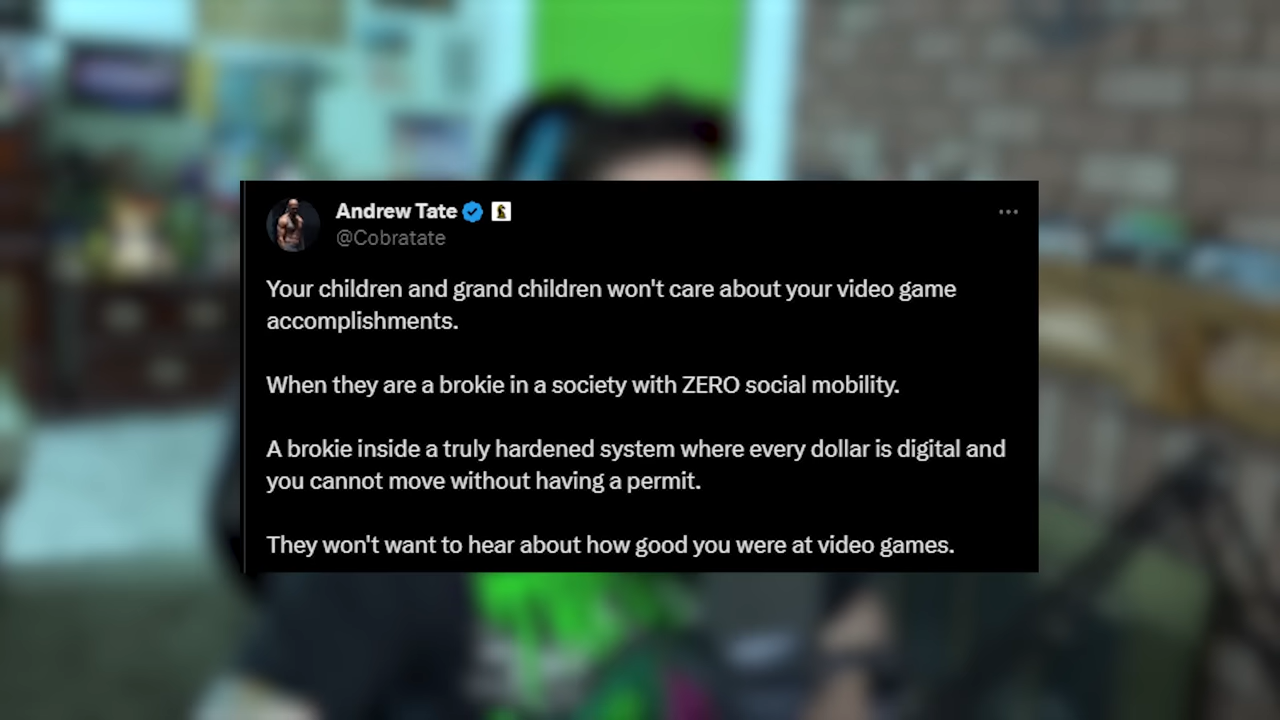 Andrew Tate
@Cobratate
Your children and grand children won't care about your video game
accomplishments.
When they are a brokie in a society with ZERO social mobility.
A brokie inside a truly hardened system where every dollar is digital and
you cannot move without having a permit.
They won't want to hear about how good you were at video games.